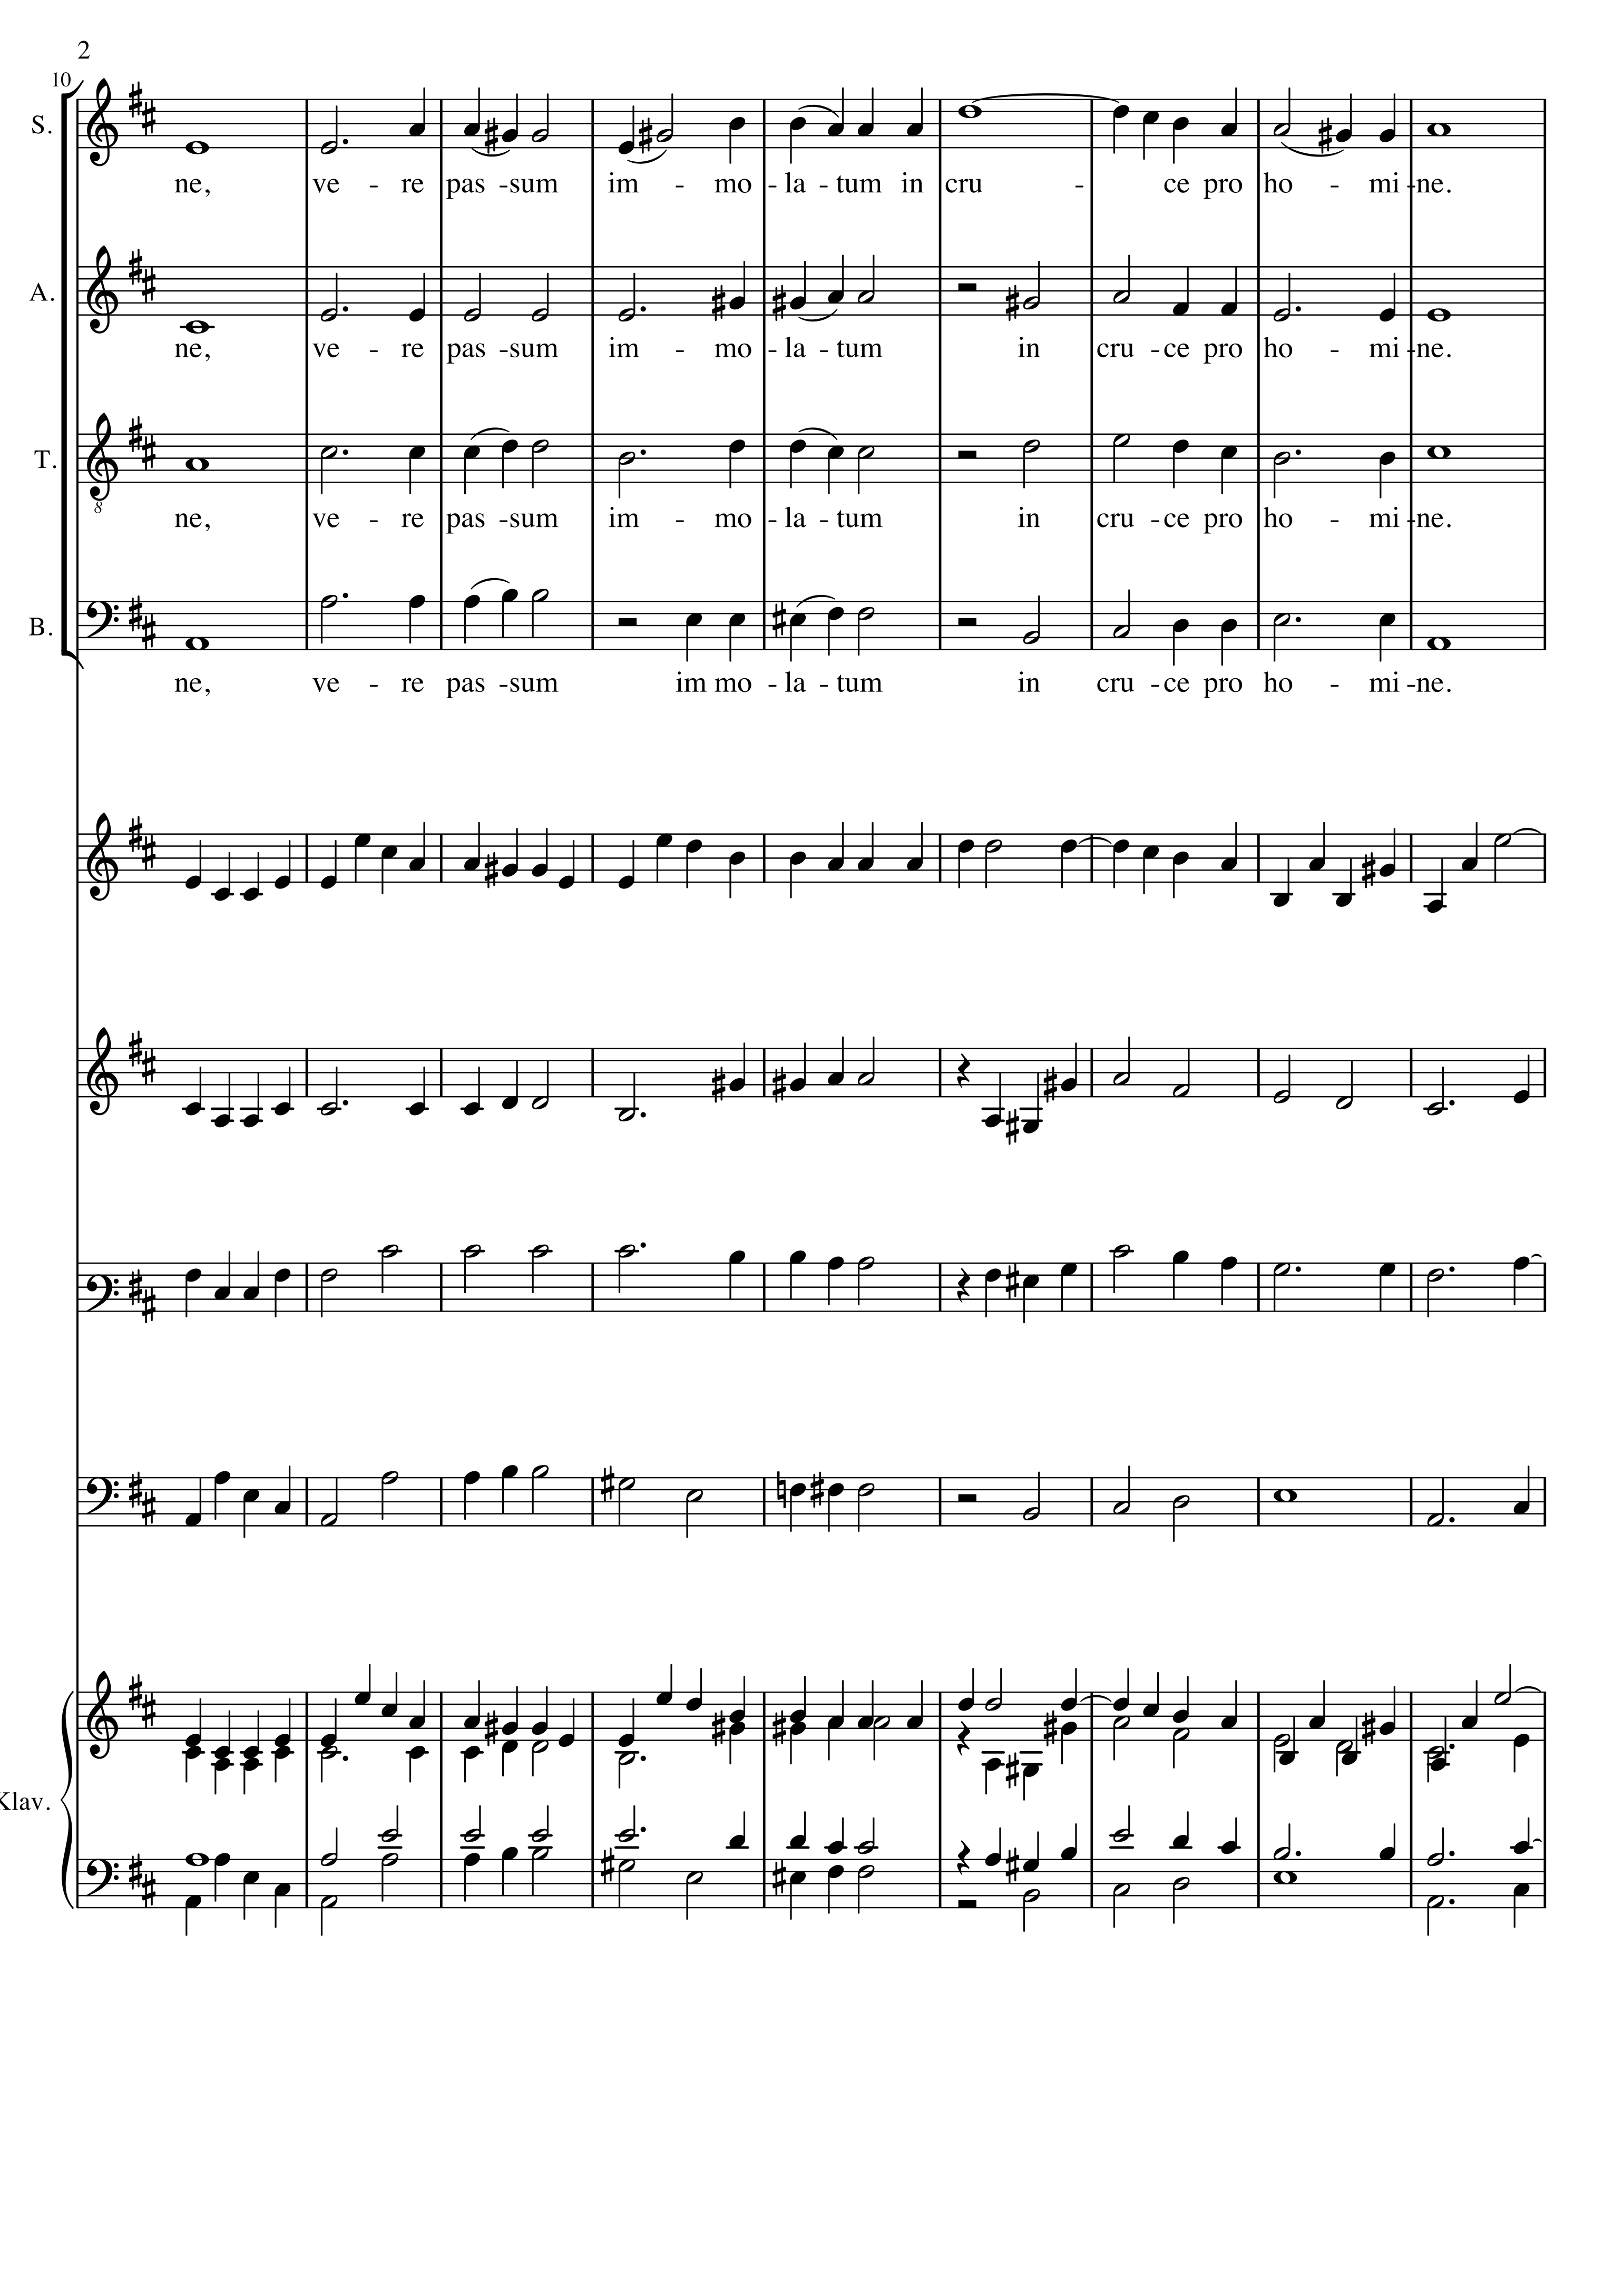 2
10
S.
ne, ve - re pas - sum im - mo - la - tum in cru - ce pro ho - mi - ne.
A.
ne, ve - re pas - sum im - mo - la - tum in cru - ce pro ho - mi - ne.
T.
8
ne, ve - re pas - sum im - mo - la - tum in cru - ce pro ho - mi - ne.
B.
ne, ve - re pas - sum im mo - la - tum in cru - ce pro ho - mi - ne.
Klav.